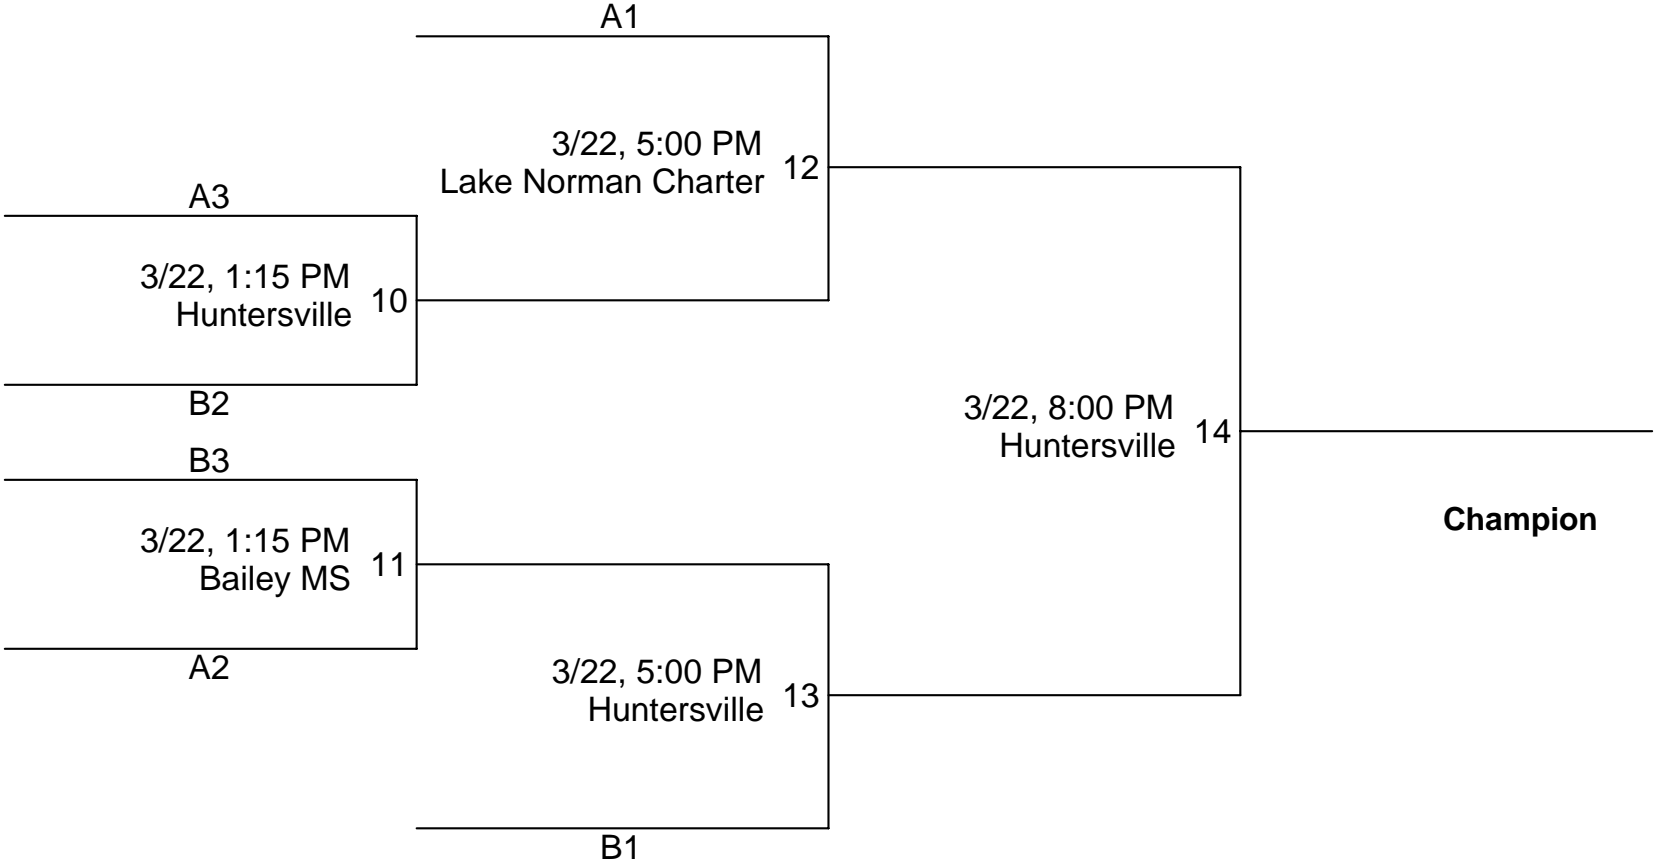 A1
3/22, 5:00 PM
Lake Norman Charter
12
A3
3/22, 1:15 PM
Huntersville
10
B2
3/22, 8:00 PM
Huntersville
14
B3
Champion
3/22, 1:15 PM
Bailey MS
11
A2
3/22, 5:00 PM
Huntersville
13
B1